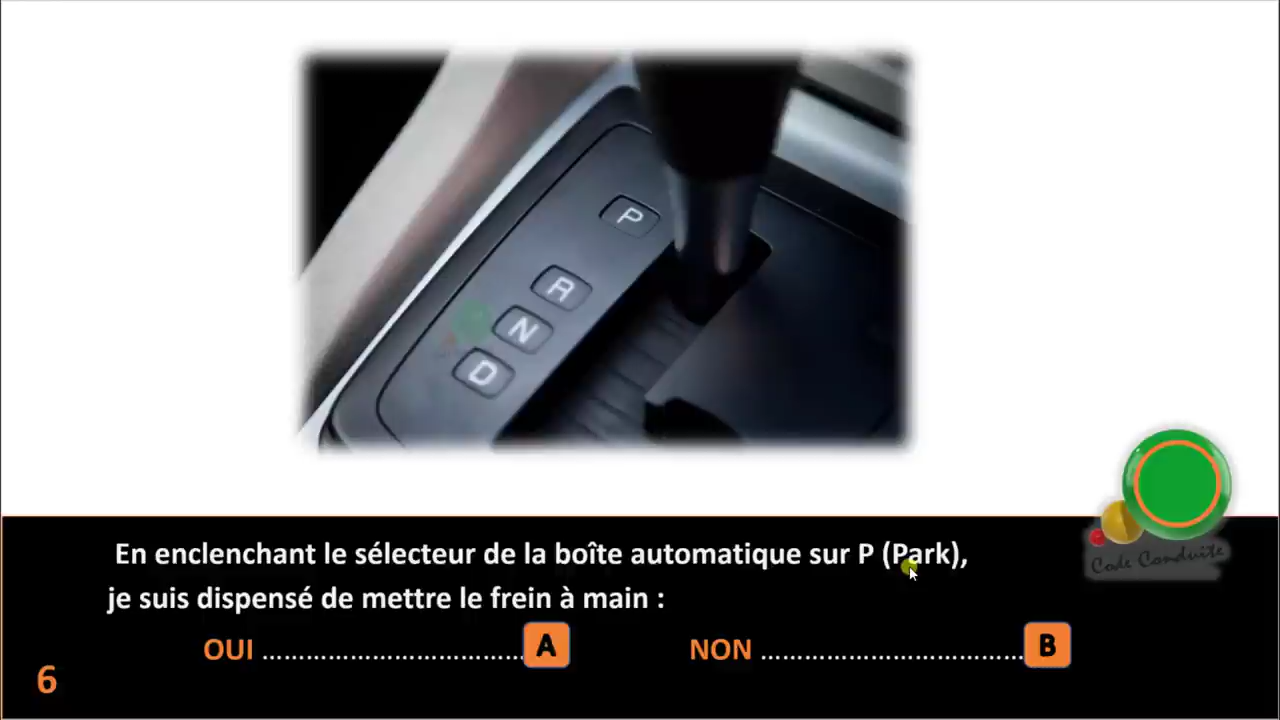 P
R
N
D
En enclenchant le sélecteur de la boîte automatique sur P (Park),
je suis dispensé de mettre le frein à main :
OUI ................................... A NON ................................... B
6
Code Conduite